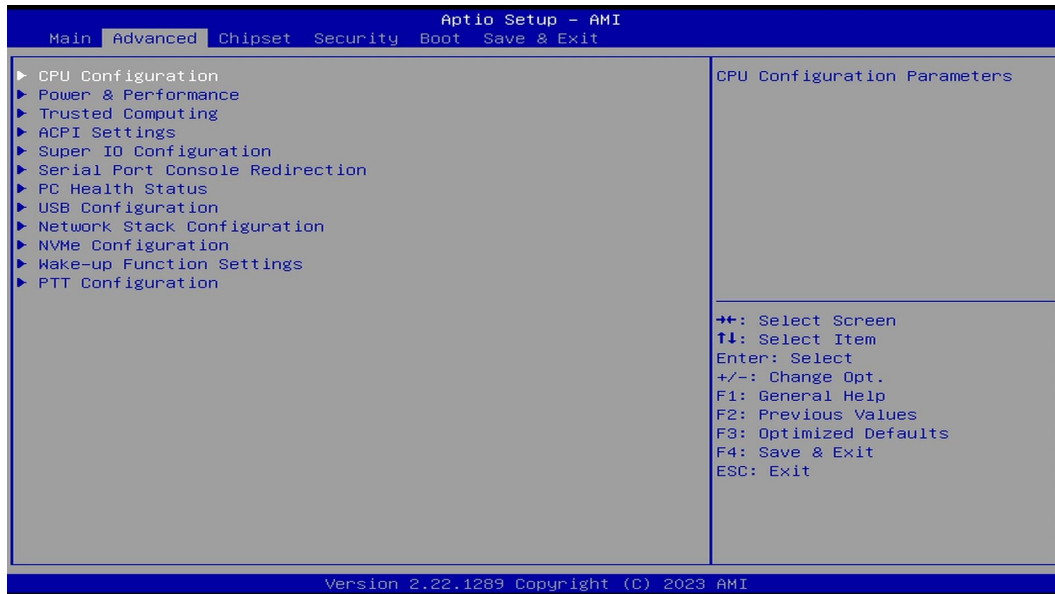 Aptio Setup – AMI
Main Advanced Chipset Security Boot Save & Exit
▶ CPU Configuration
▶ Power & Performance
▶ Trusted Computing
▶ ACPI Settings
▶ Super IO Configuration
▶ Serial Port Console Redirection
▶ PC Health Status
▶ USB Configuration
▶ Network Stack Configuration
▶ NVMe Configuration
▶ Wake-up Function Settings
▶ PTT Configuration
CPU Configuration Parameters
→←: Select Screen
↑↓: Select Item
Enter: Select
+/-: Change Opt.
F1: General Help
F2: Previous Values
F3: Optimized Defaults
F4: Save & Exit
ESC: Exit
Version 2.22.1289 Copyright (C) 2023 AMI